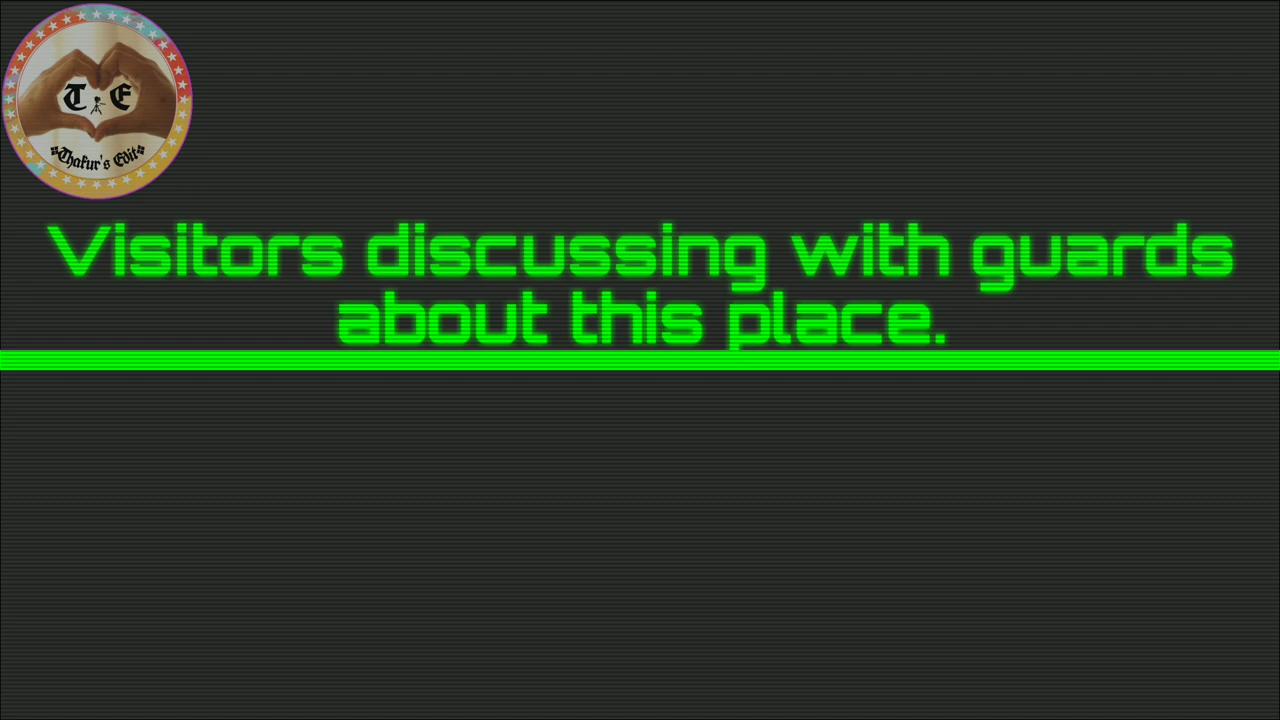 T E
Thakur's Edit
Visitors discussing with guards
about this place.